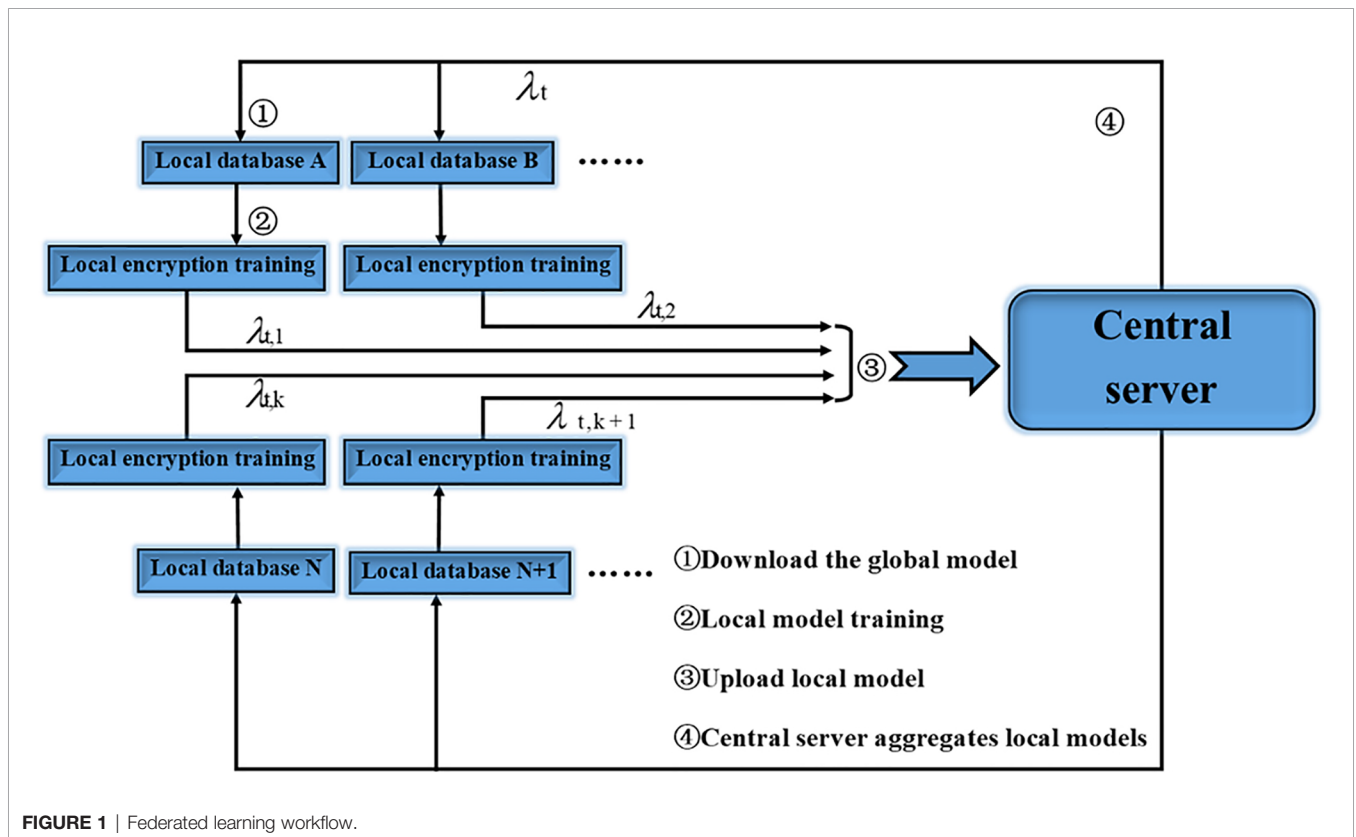 λt
①
④
Local database A
Local database B
……
②
Local encryption training
Local encryption training
λt,1
λt,2
③
Central
server
λt,k
λ t,k+1
Local encryption training
Local encryption training
Local database N
Local database N+1
……
①Download the global model
②Local model training
③Upload local model
④Central server aggregates local models
FIGURE 1 | Federated learning workflow.